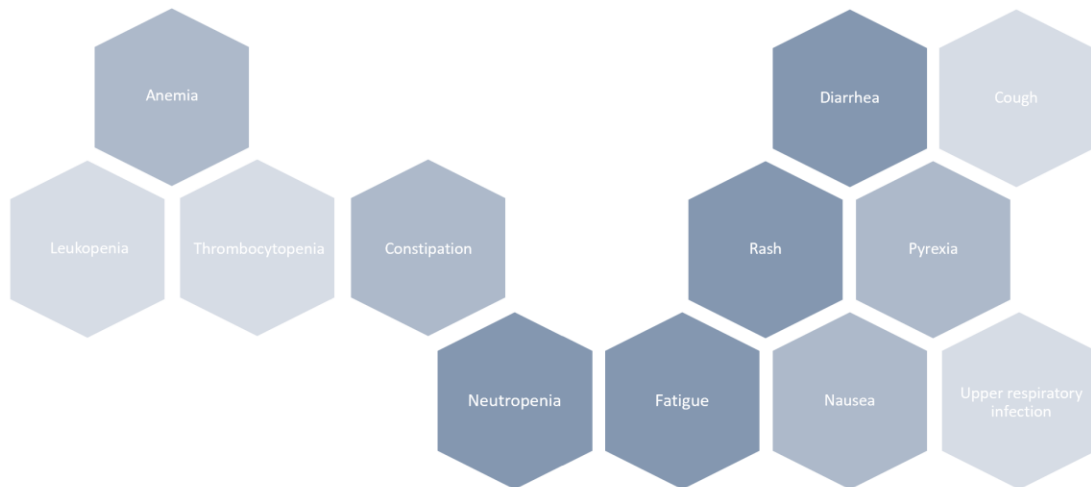 Anemia
Diarrhea
Cough
Leukopenia
Thrombocytopenia
Constipation
Rash
Pyrexia
Neutropenia
Fatigue
Nausea
Upper respiratory
infection